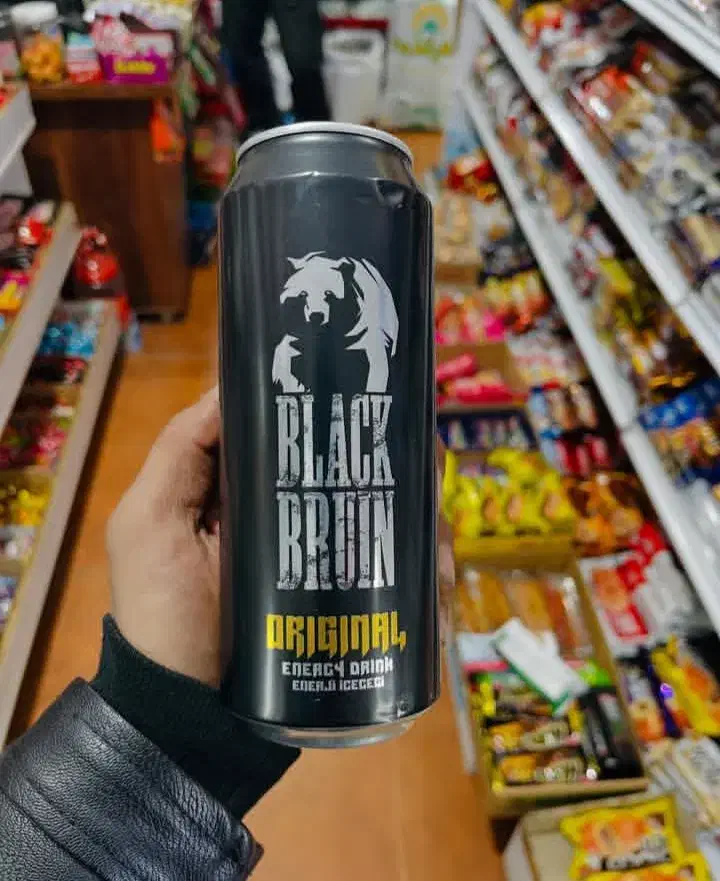 BLACK
BRUIN
ORIGINAL
ENERGY DRINK
ENERJİ İÇECEĞİ